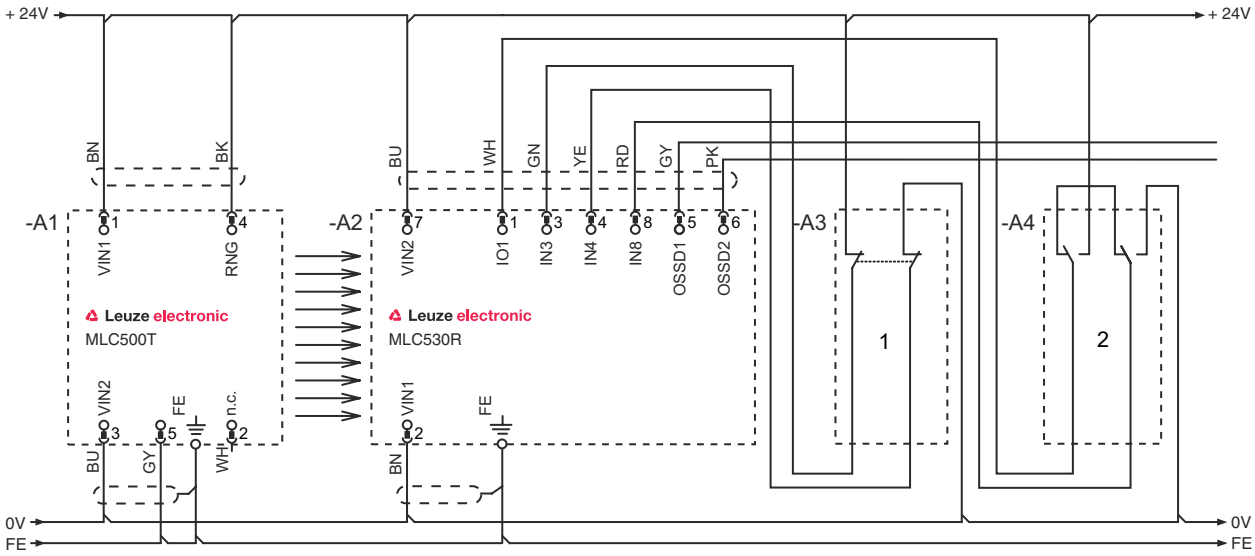 + 24V
+ 24V
BN
BK
BU
WH
GN
YE
RD
GY
PK
-A1
1
4
-A2
7
1
3
4
8
5
6
-A3
-A4
VIN1
RNG
VIN2
IO1
IN3
IN4
IN8
OSSD1
OSSD2
Leuze electronic
MLC500T
Leuze electronic
MLC530R
1
2
VIN2
FE
n.c.
VIN1
FE
3
5
2
2
BU
GY
WH
BN
0V
0V
FE
FE